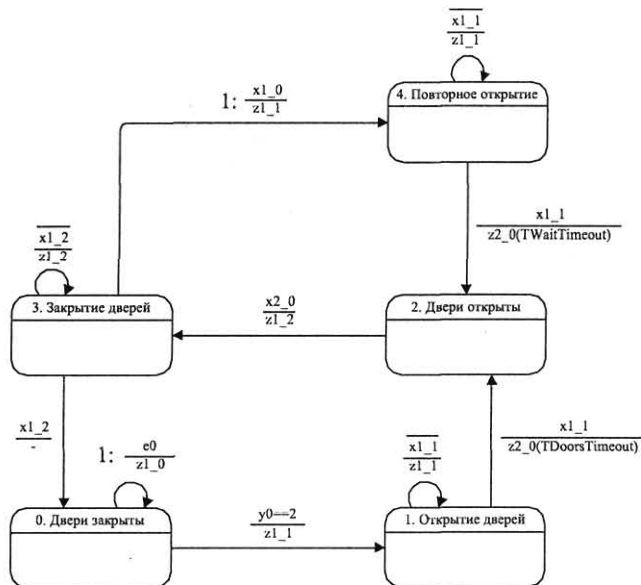 x1_1
z1_1
4. Повторное открытие
1: x1_0
z1_1
x1_1
z2_0(TWaitTimeout)
x1_2
z1_2
3. Закрытие дверей
x2_0
z1_2
2. Двери открыты
x1_2
-
1: e0
z1_0
x1_1
z1_1
x1_1
z2_0(TDoorsTimeout)
0. Двери закрыты
y0==2
z1_1
1. Открытие дверей